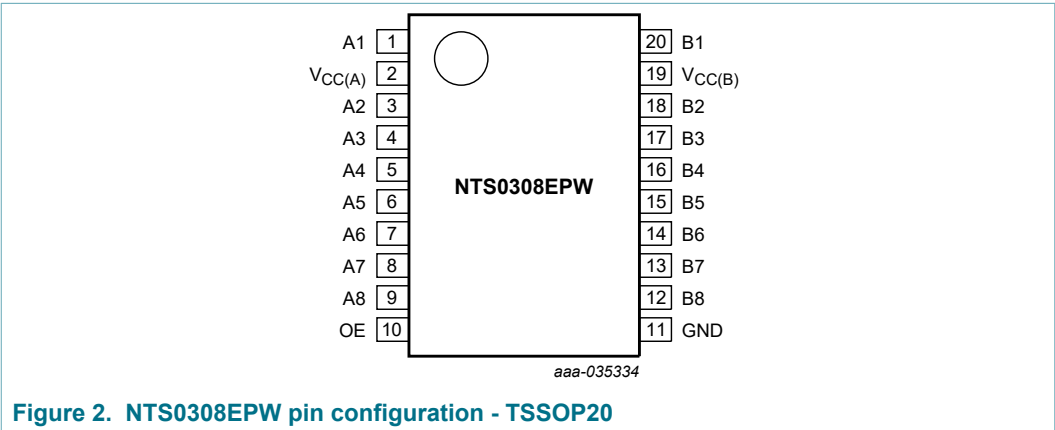 A1 1 20 B1
VCC(A) 2 19 VCC(B)
A2 3 18 B2
A3 4 17 B3
A4 5 16 B4
NTS0308EPW
A5 6 15 B5
A6 7 14 B6
A7 8 13 B7
A8 9 12 B8
OE 10 11 GND
aaa-035334
Figure 2. NTS0308EPW pin configuration - TSSOP20